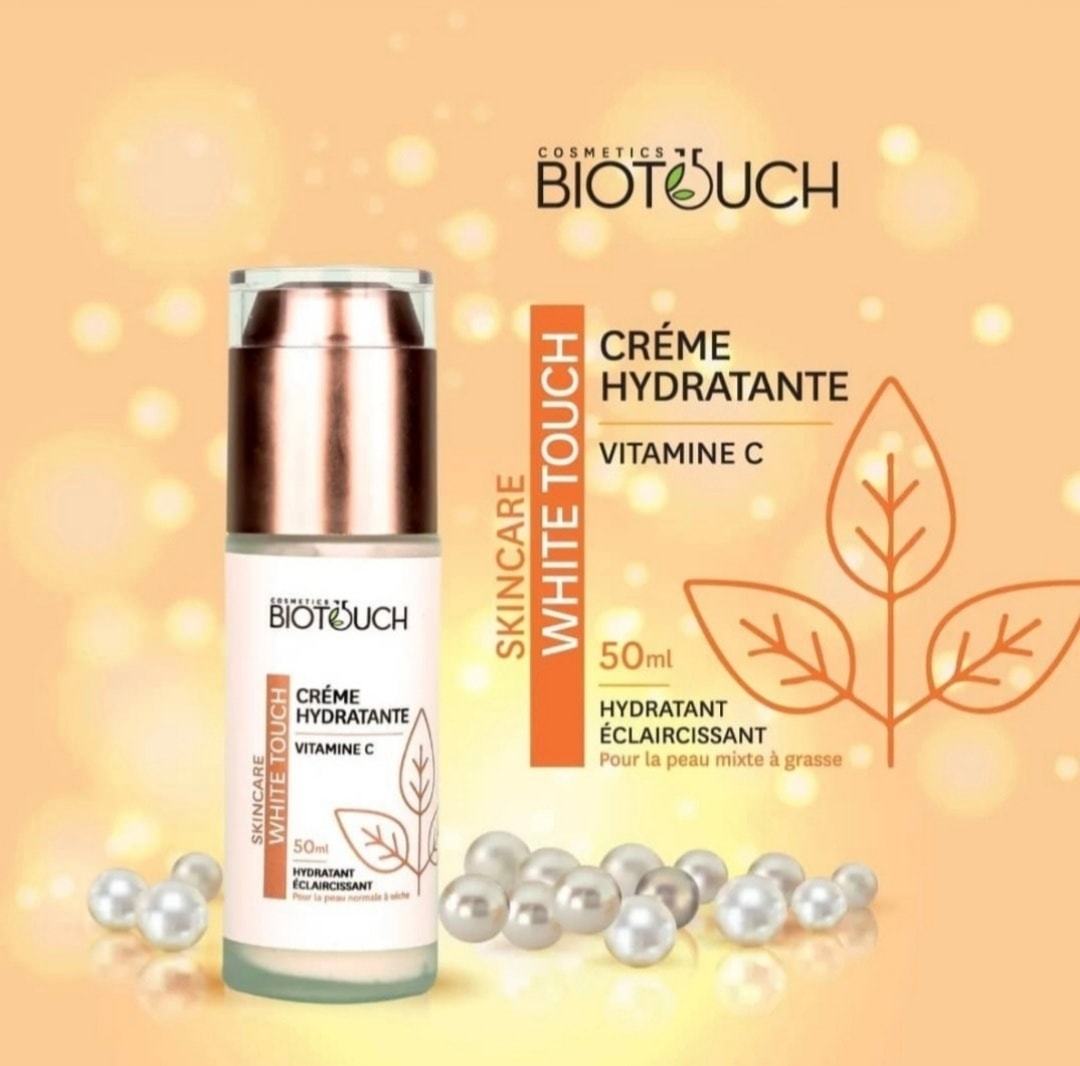 COSMETICS
BIOTOUCH
SKINCARE
WHITE TOUCH
CRÉME
HYDRATANTE
VITAMINE C
50ml
HYDRATANT
ÉCLAIRCISSANT
Pour la peau mixte à grasse
COSMETICS
BIOTOUCH
SKINCARE
WHITE TOUCH
CRÉME
HYDRATANTE
VITAMINE C
50ml
HYDRATANT
ÉCLAIRCISSANT
Pour la peau normale à sèche